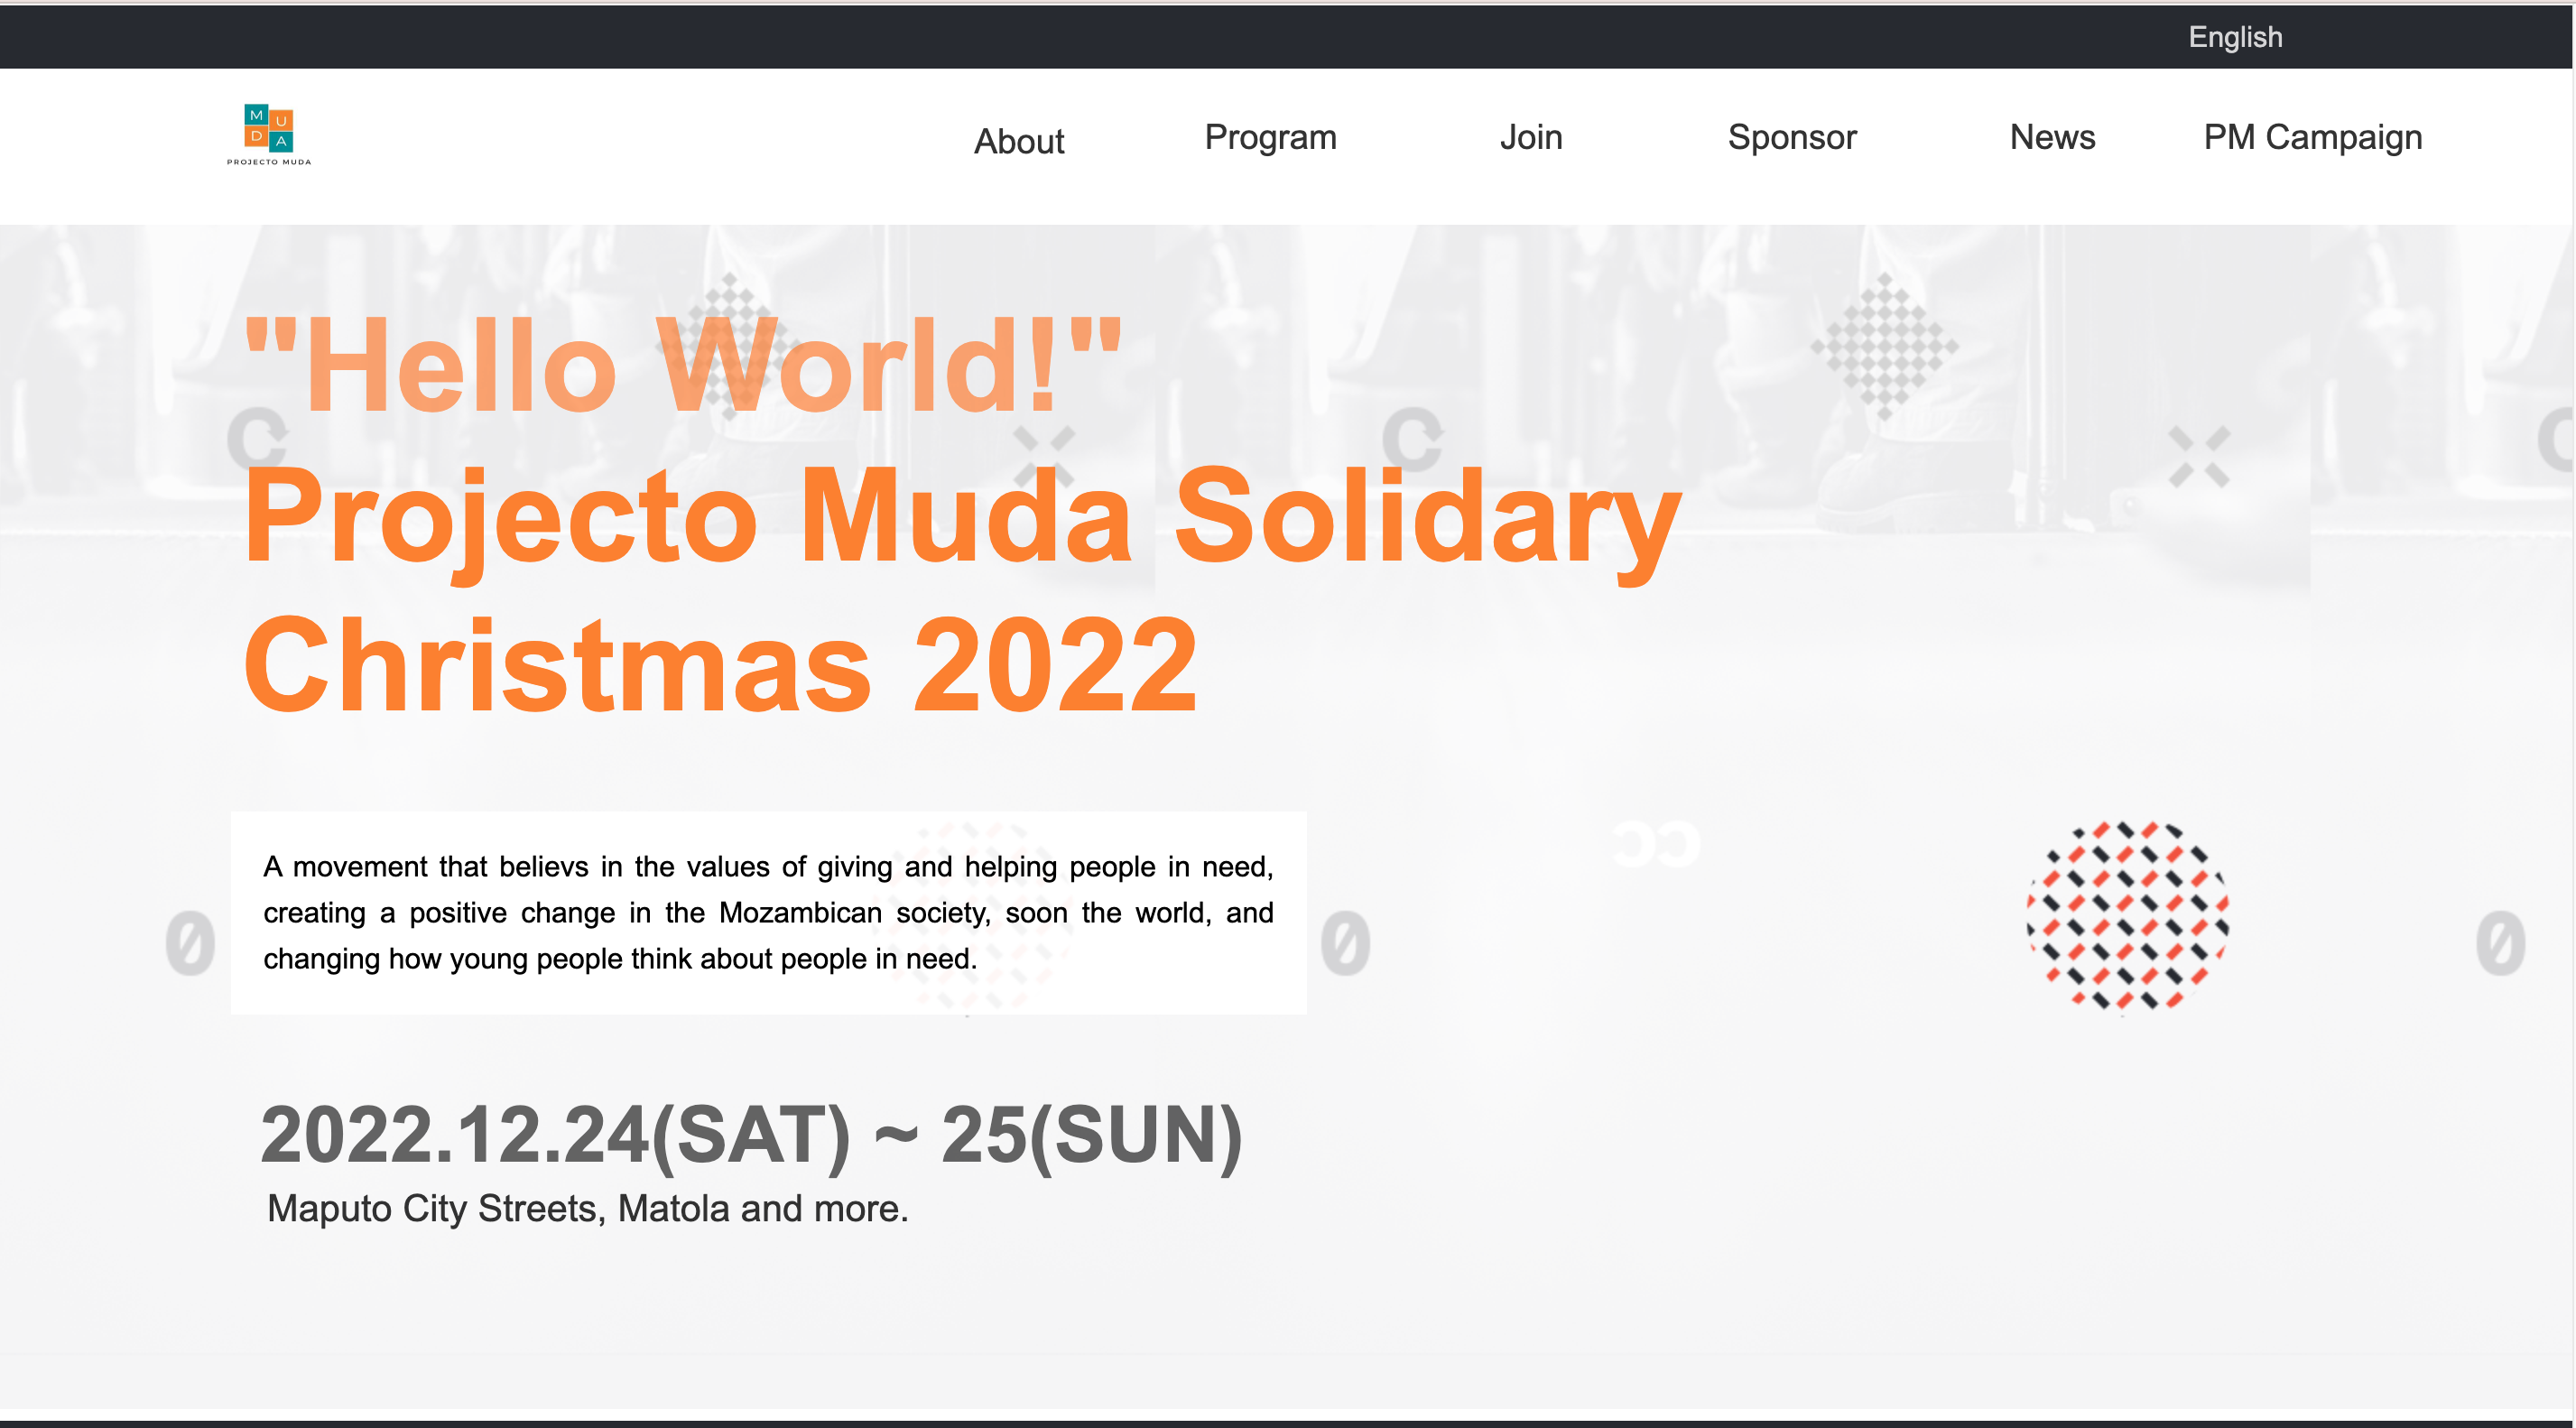 English
MUDA
PROJECTO MUDA
About Program Join Sponsor News PM Campaign
"Hello World!"
Projecto Muda Solidary
Christmas 2022
A movement that believs in the values of giving and helping people in need,
creating a positive change in the Mozambican society, soon the world, and
changing how young people think about people in need.
2022.12.24(SAT) ~ 25(SUN)
Maputo City Streets, Matola and more.